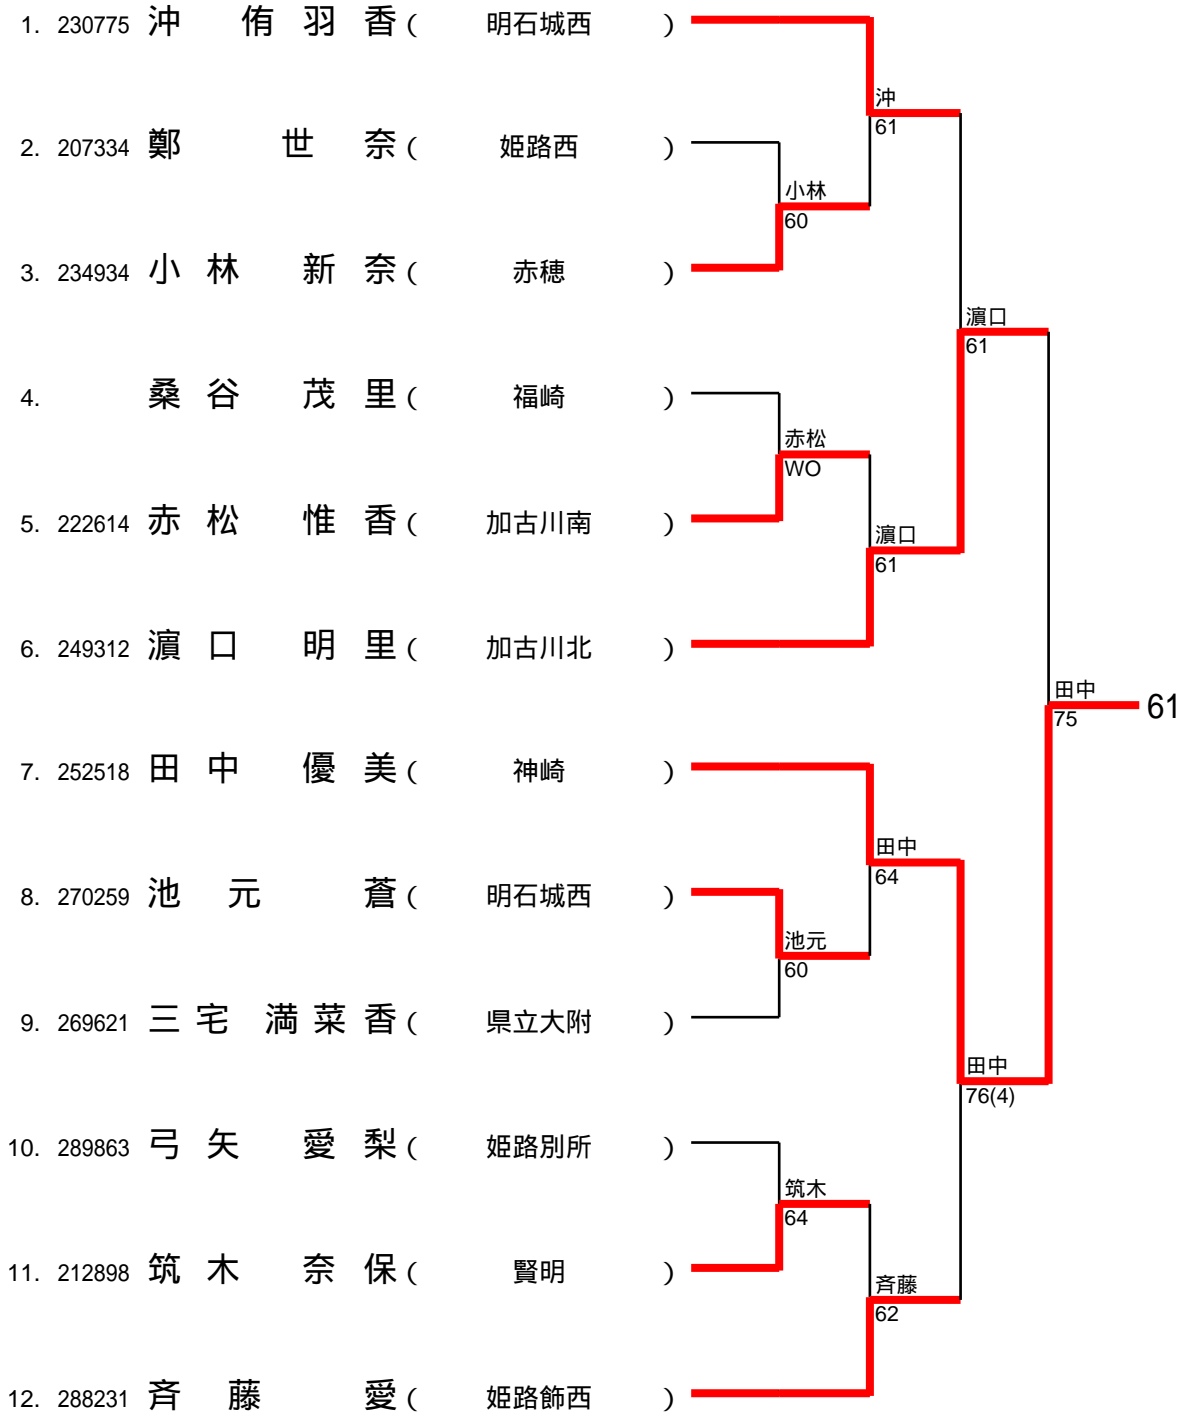 1. 230775 沖 侑羽香 ( 明石城西 )
沖
61
2. 207334 鄭 世奈 ( 姫路西 )
小林
60
3. 234934 小林 新奈 ( 赤穂 )
濵口
61
4. 桑谷 茂里 ( 福崎 )
赤松
WO
5. 222614 赤松 惟香 ( 加古川南 )
濵口
61
6. 249312 濵口 明里 ( 加古川北 )
田中
75
61
7. 252518 田中 優美 ( 神崎 )
田中
64
8. 270259 池元 蒼 ( 明石城西 )
池元
60
9. 269621 三宅 満菜香 ( 県立大附 )
田中
76(4)
10. 289863 弓矢 愛梨 ( 姫路別所 )
筑木
64
11. 212898 筑木 奈保 ( 賢明 )
斉藤
62
12. 288231 斉藤 愛 ( 姫路飾西 )